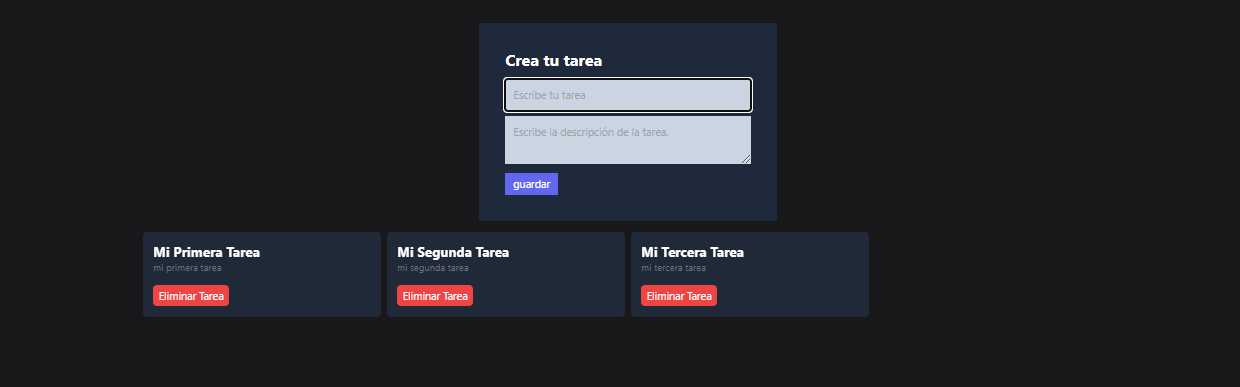 Crea tu tarea
Escribe tu tarea
Escribe la descripción de la tarea.
guardar
Mi Primera Tarea
mi primera tarea
Eliminar Tarea
Mi Segunda Tarea
mi segunda tarea
Eliminar Tarea
Mi Tercera Tarea
mi tercera tarea
Eliminar Tarea